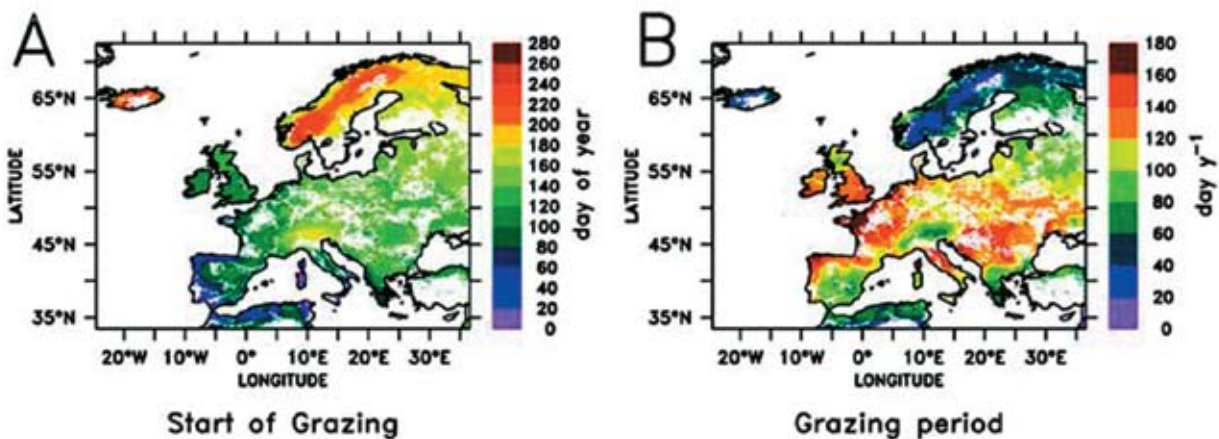 A
65°N
55°N
45°N
35°N
LATITUDE
20°W 10°W 0° 10°E 20°E 30°E
LONGITUDE
280
260
240
220
200
180
160
140
120
100
80
60
40
20
0
day of year
Start of Grazing
B
65°N
55°N
45°N
35°N
LATITUDE
20°W 10°W 0° 10°E 20°E 30°E
LONGITUDE
180
160
140
120
100
80
60
40
20
0
day y⁻¹
Grazing period